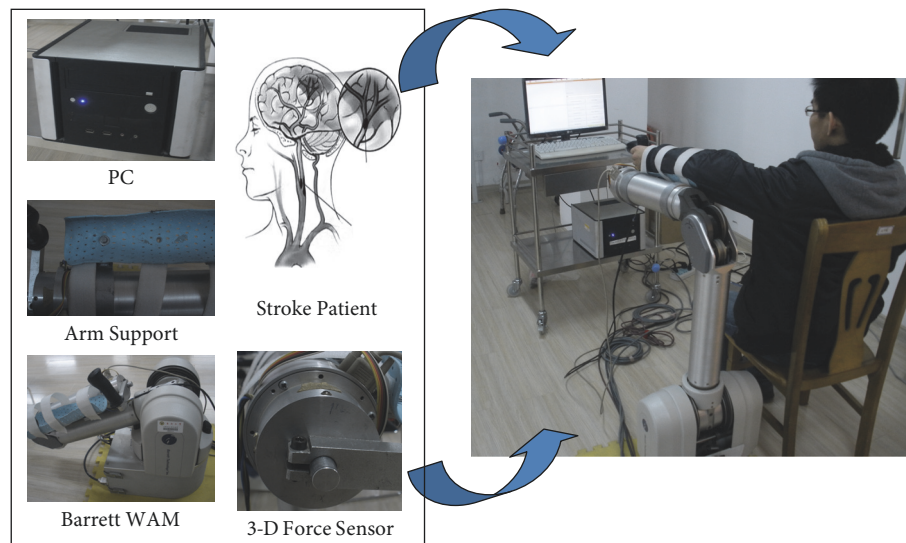 PC
Stroke Patient
Arm Support
Barrett WAM
3-D Force Sensor